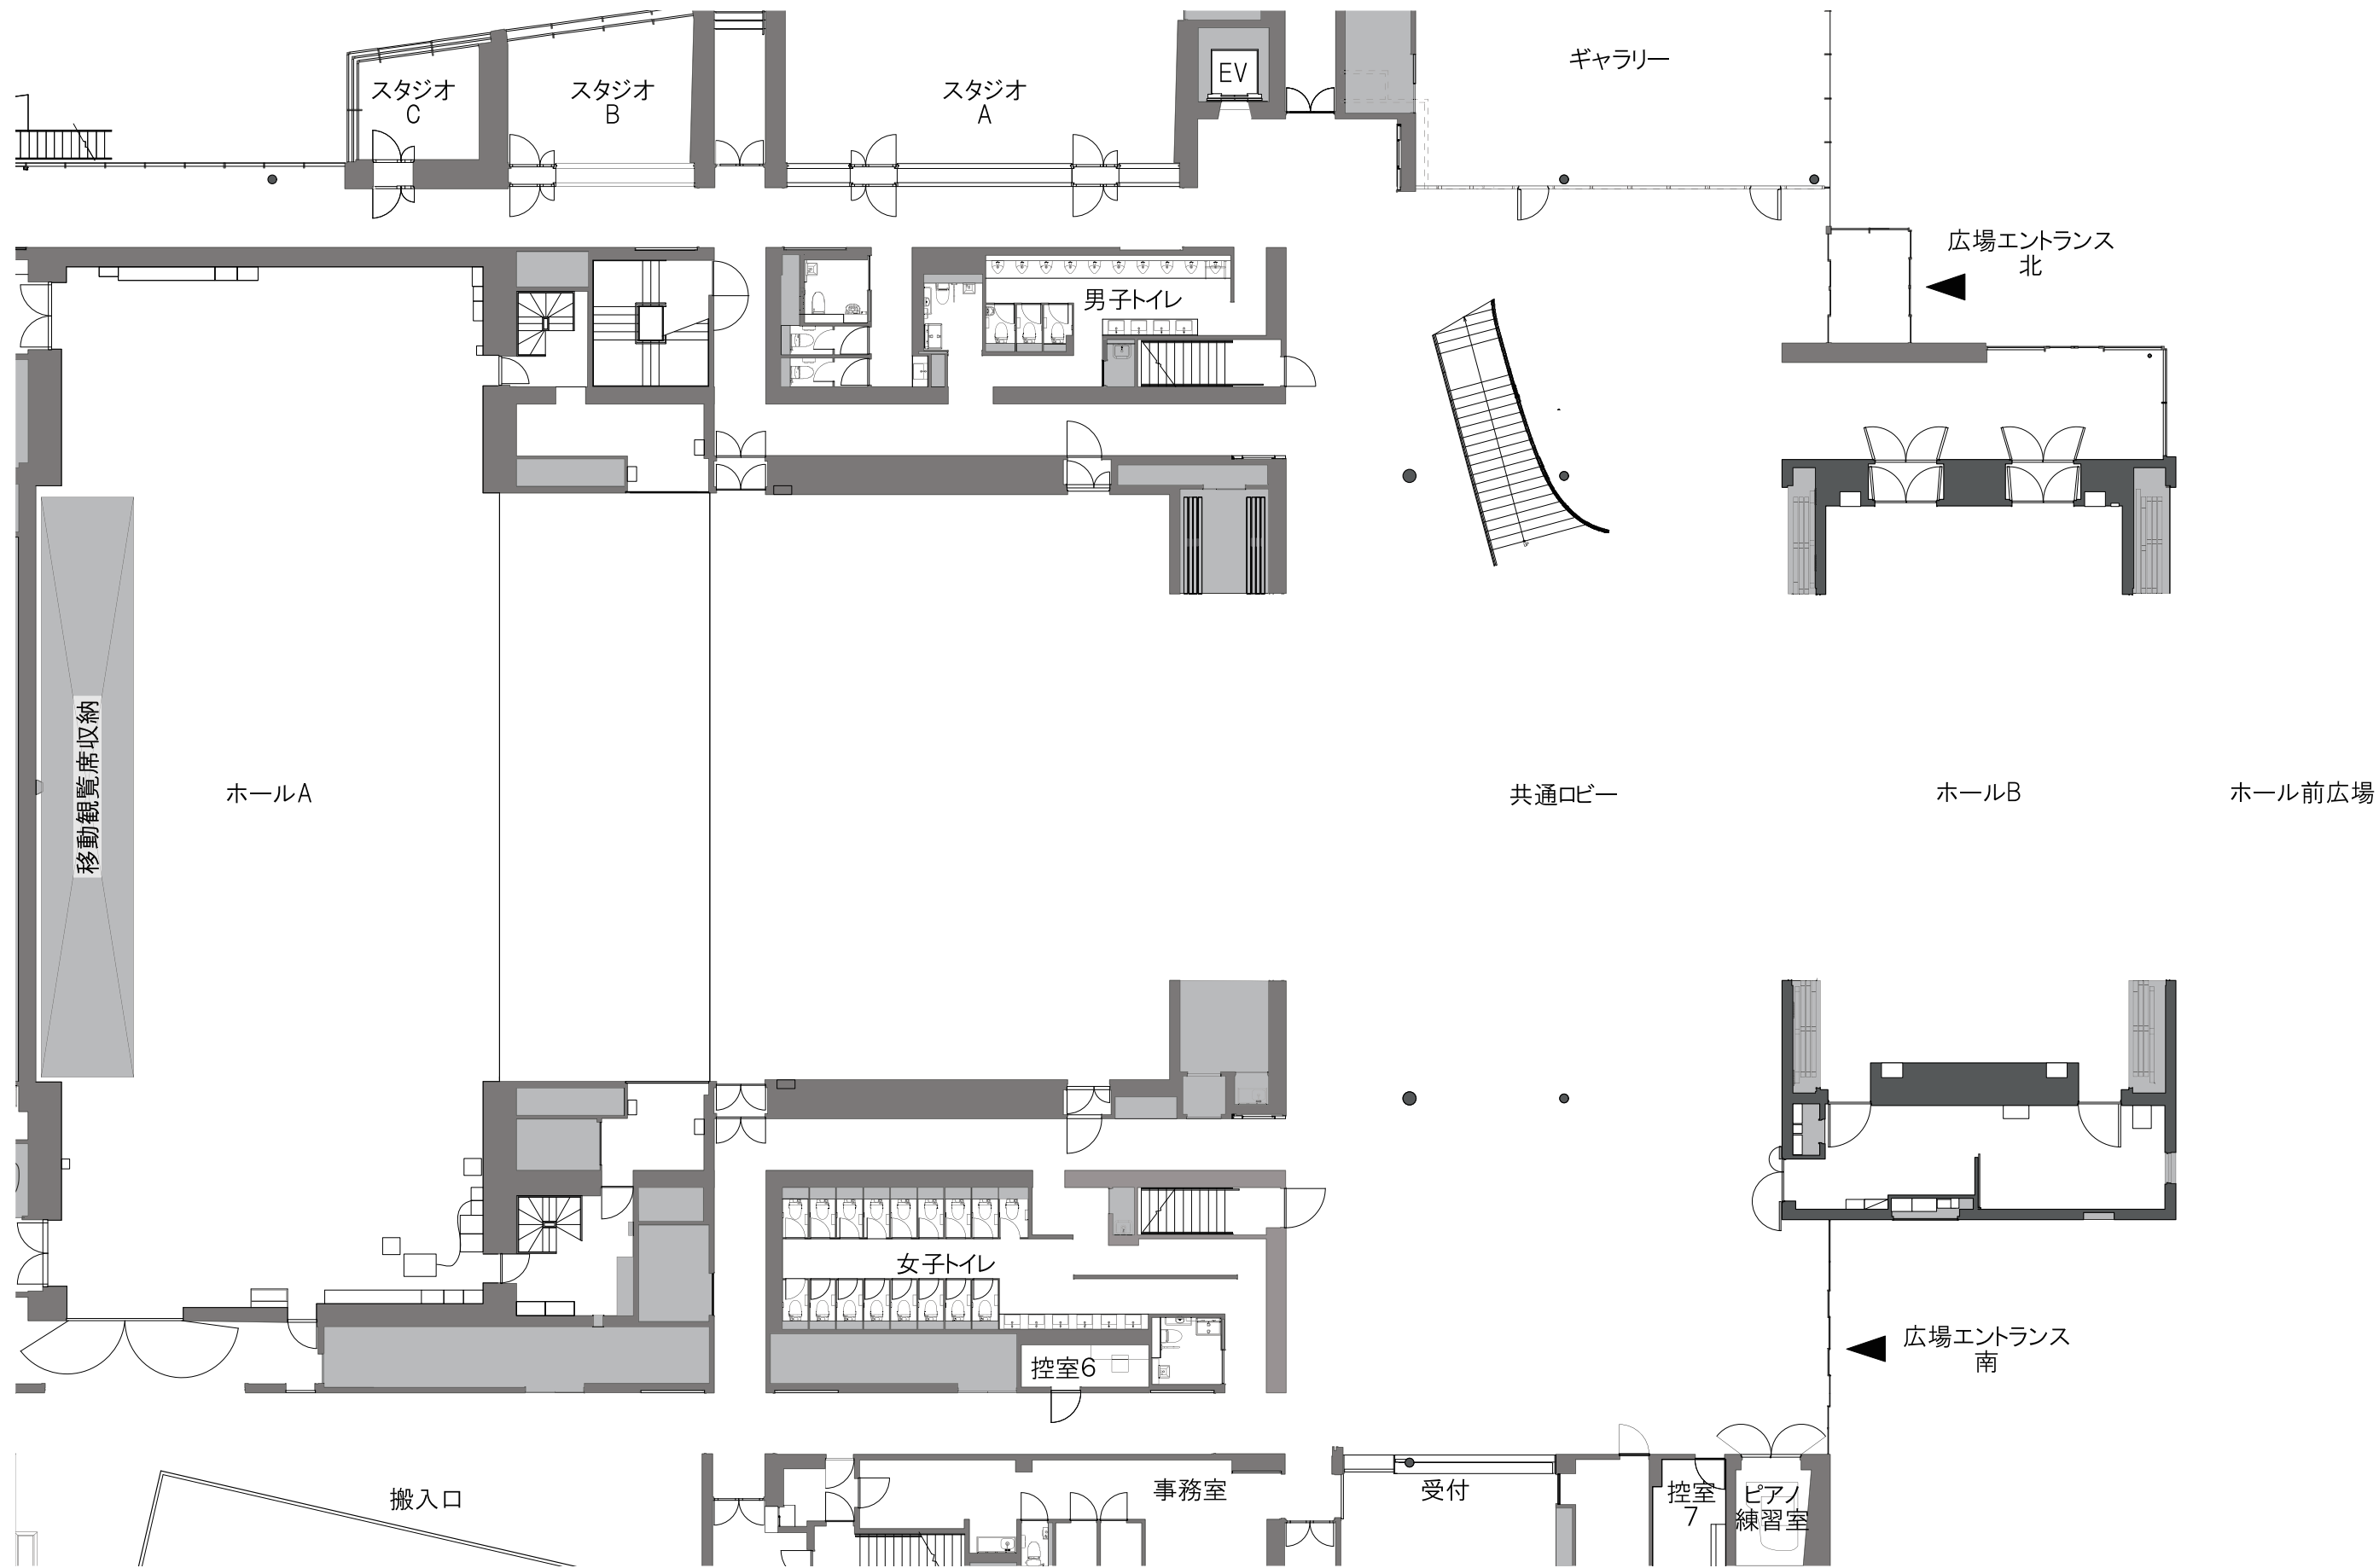 ギャラリー
EV
スタジオ
C
スタジオ
B
スタジオ
A
広場エントランス
北
男子トイレ
移動観覧席収納
ホールA
共通ロビー
ホールB
ホール前広場
女子トイレ
広場エントランス
南
控室6
搬入口
事務室
受付
控室
7
ピアノ
練習室